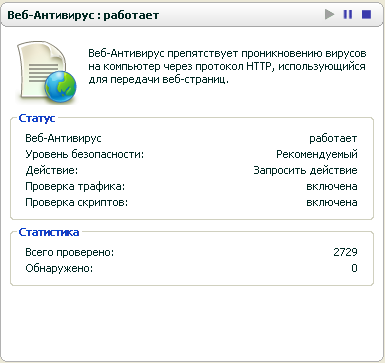 Веб-Антивирус : работает
Веб-Антивирус препятствует проникновению вирусов
на компьютер через протокол HTTP, использующийся
для передачи веб-страниц.
Статус
Веб-Антивирус работает
Уровень безопасности: Рекомендуемый
Действие: Запросить действие
Проверка трафика: включена
Проверка скриптов: включена
Статистика
Всего проверено: 2729
Обнаружено: 0